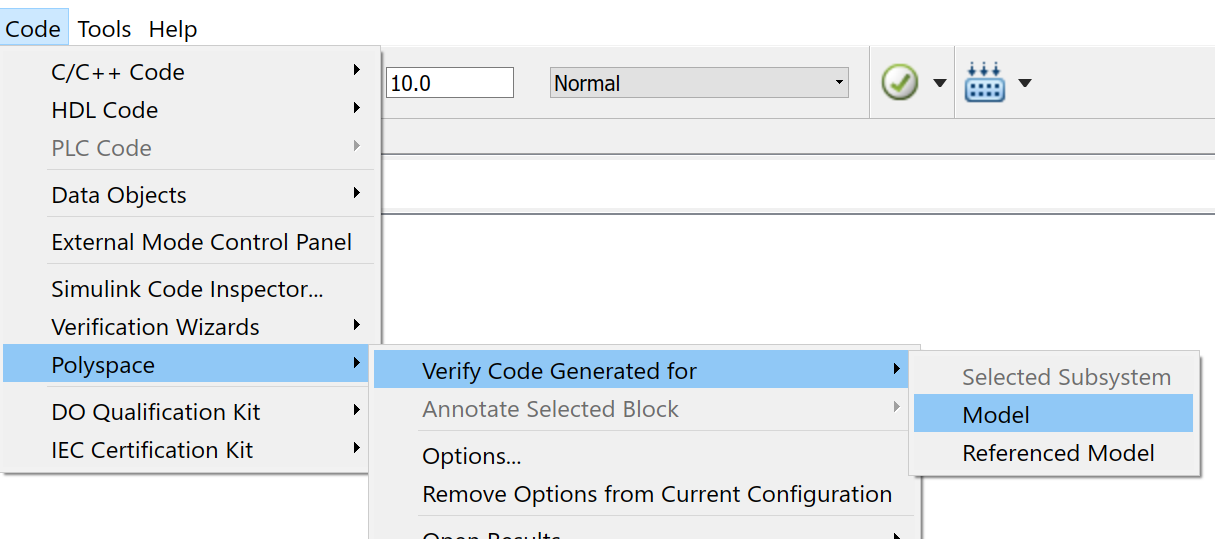 Code Tools Help
C/C++ Code
HDL Code
PLC Code
Data Objects
External Mode Control Panel
Simulink Code Inspector...
Verification Wizards
Polyspace
DO Qualification Kit
IEC Certification Kit
10.0
Normal
Verify Code Generated for
Annotate Selected Block
Options...
Remove Options from Current Configuration
Open Results
Selected Subsystem
Model
Referenced Model